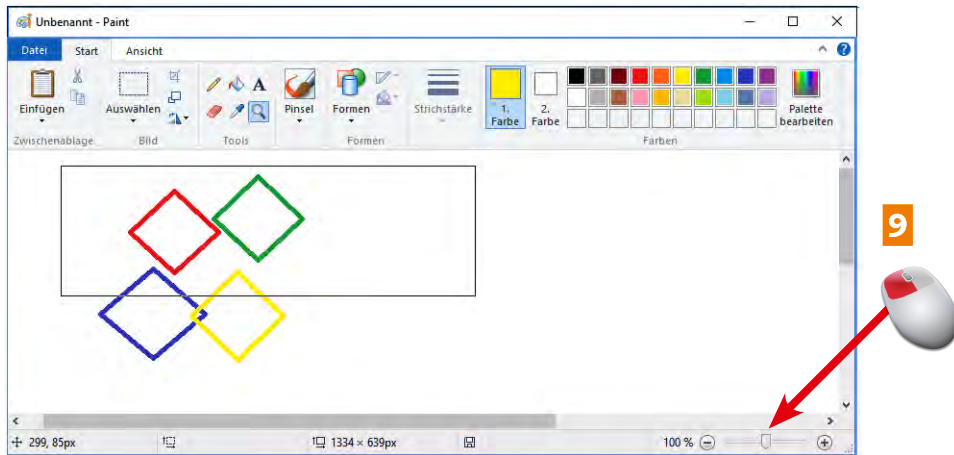 Unbenannt - Paint
Datei Start Ansicht
Einfügen
Auswählen
A
Pinsel
Formen
Strichstärke
1.
Farbe
2.
Farbe
Palette
bearbeiten
Zwischenablage Bild Tools Formen Farben
9
299, 85px 1334 × 639px 100 %